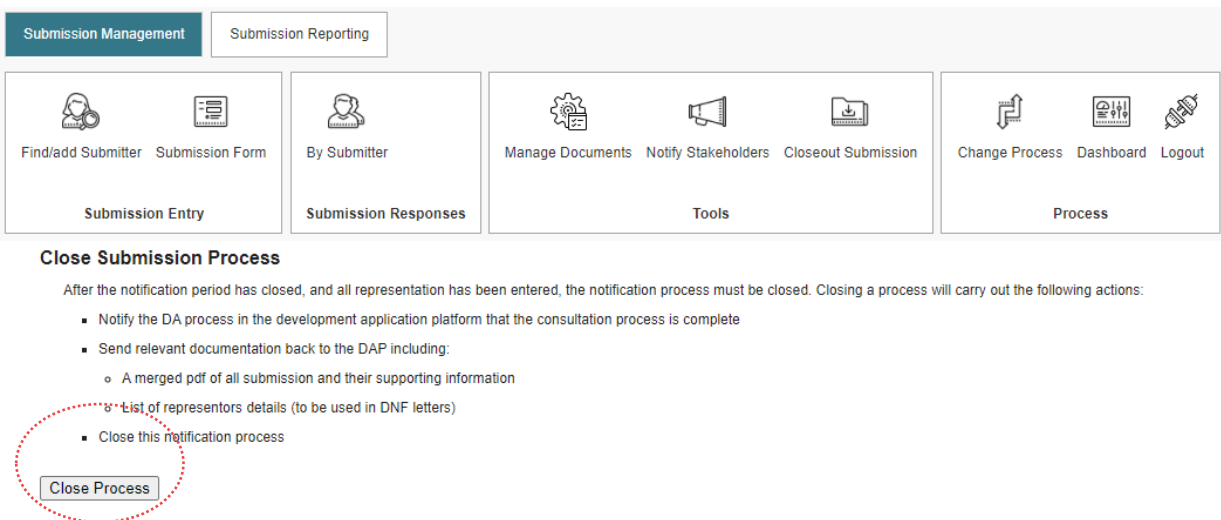 Submission Management
Submission Reporting
Find/add Submitter
Submission Form
Submission Entry
By Submitter
Submission Responses
Manage Documents
Notify Stakeholders
Closeout Submission
Tools
Change Process
Dashboard
Logout
Process
Close Submission Process
After the notification period has closed, and all representation has been entered, the notification process must be closed. Closing a process will carry out the following actions:
Notify the DA process in the development application platform that the consultation process is complete
Send relevant documentation back to the DAP including:
A merged pdf of all submission and their supporting information
List of representors details (to be used in DNF letters)
Close this notification process
Close Process